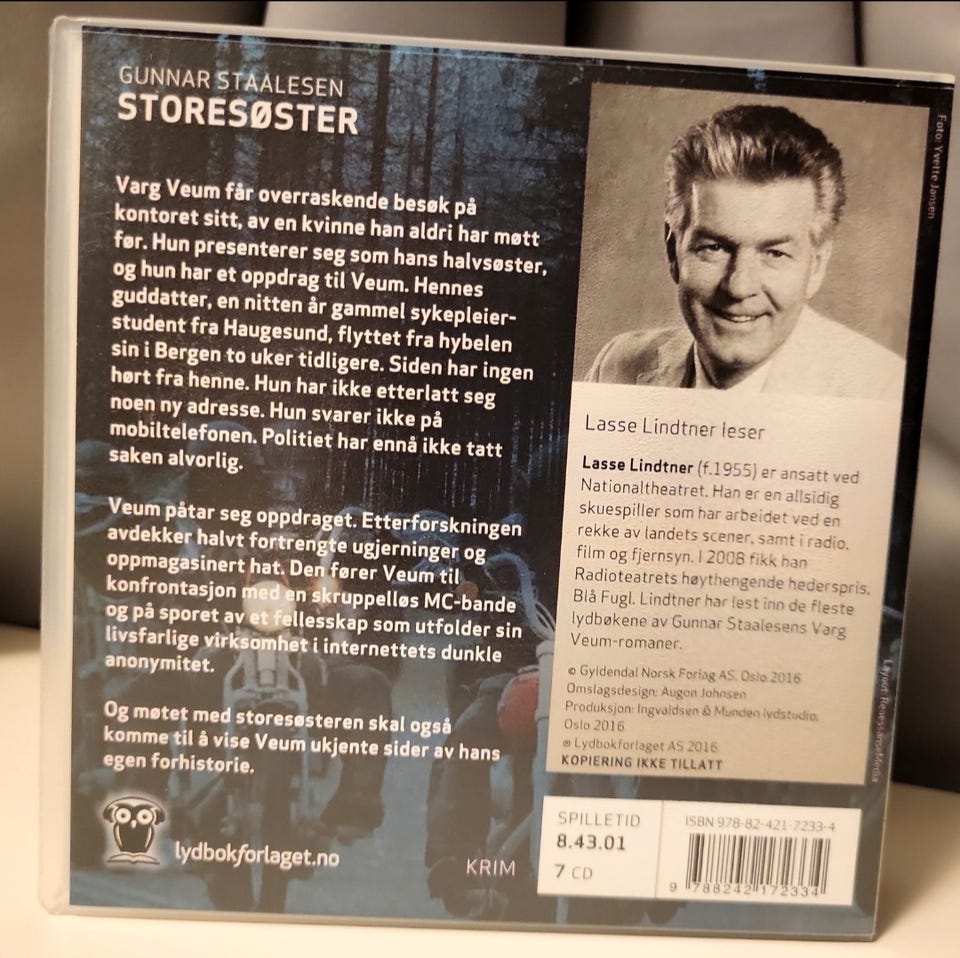 GUNNAR STAALESEN
STORESØSTER
Varg Veum får overraskende besøk på
kontoret sitt, av en kvinne han aldri har møtt
før. Hun presenterer seg som hans halvsøster,
og hun har et oppdrag til Veum. Hennes
guddatter, en nitten år gammel sykepleier-
student fra Haugesund, flyttet fra hybelen
sin i Bergen to uker tidligere. Siden har ingen
hørt fra henne. Hun har ikke etterlatt seg
noen ny adresse. Hun svarer ikke på
mobiltelefonen. Politiet har ennå ikke tatt
saken alvorlig.
Veum påtar seg oppdraget. Etterforskningen
avdekker halvt fortrengte ugjerninger og
oppmagasinert hat. Den fører Veum til
konfrontasjon med en skruppelløs MC-bande
og på sporet av et fellesskap som utfolder sin
livsfarlige virksomhet i internettets dunkle
anonymitet.
Og møtet med storesøsteren skal også
komme til å vise Veum ukjente sider av hans
egen forhistorie.
lydbokforlaget.no
KRIM
Foto: Yvette Jansen
Lasse Lindtner leser
Lasse Lindtner (f.1955) er ansatt ved
Nationaltheatret. Han er en allsidig
skuespiller som har arbeidet ved en
rekke av landets scener, samt i radio,
film og fjernsyn. I 2008 fikk han
Radioteatrets høythengende hederspris,
Blå Fugl. Lindtner har lest inn de fleste
lydbøkene av Gunnar Staalesens Varg
Veum-romaner.
© Gyldendal Norsk Forlag AS, Oslo 2016
Omslagsdesign: Augon Johnsen
Produksjon: Ingvaldsen & Munden lydstudio,
Oslo 2016
℗ Lydbokforlaget AS 2016
KOPIERING IKKE TILLATT
Layout: RenessanseMedia
SPILLETID
8.43.01
7 CD
ISBN 978-82-421-7233-4
9 788242 172334